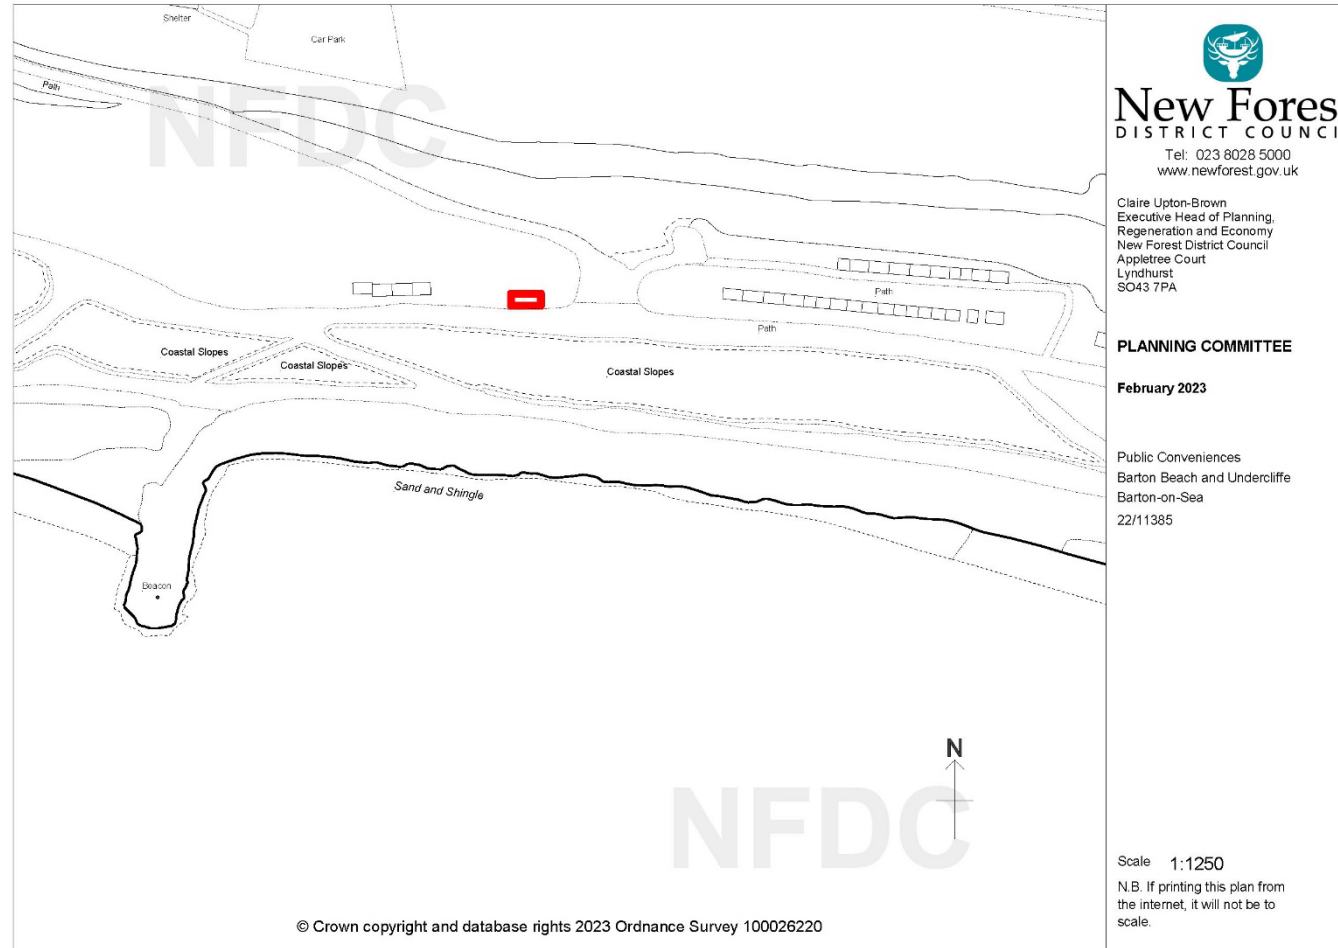 Shelter
Car Park
Path
NFDC
Path
Path
Coastal Slopes
Coastal Slopes
Coastal Slopes
Sand and Shingle
Beacon
N
NFDC
© Crown copyright and database rights 2023 Ordnance Survey 100026220
New Fores
DISTRICT COUNCI
Tel: 023 8028 5000
www.newforest.gov.uk
Claire Upton-Brown
Executive Head of Planning,
Regeneration and Economy
New Forest District Council
Appletree Court
Lyndhurst
SO43 7PA
PLANNING COMMITTEE
February 2023
Public Conveniences
Barton Beach and Undercliffe
Barton-on-Sea
22/11385
Scale 1:1250
N.B. If printing this plan from
the internet, it will not be to
scale.